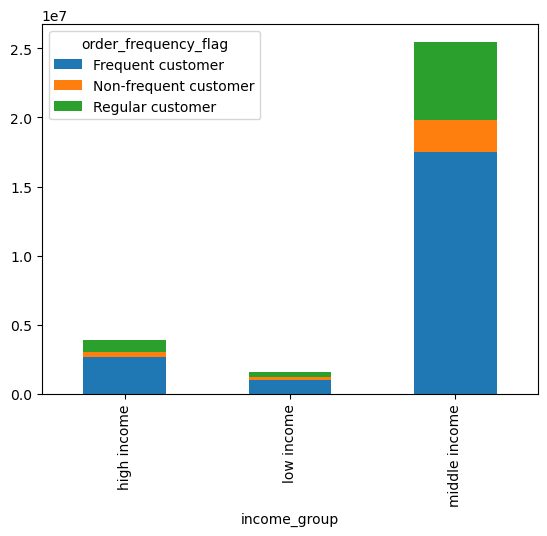 1e7
order_frequency_flag
Frequent customer
Non-frequent customer
Regular customer
2.5
2.0
1.5
1.0
0.5
0.0
high income
low income
middle income
income_group